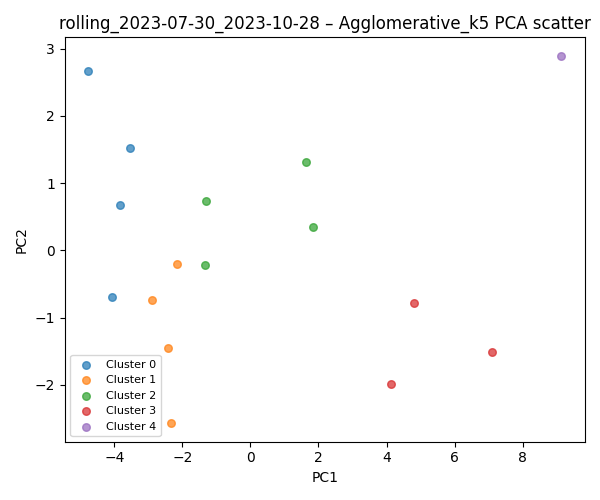 rolling_2023-07-30_2023-10-28 – Agglomerative_k5 PCA scatter
3
2
1
0
−1
−2
PC2
Cluster 0
Cluster 1
Cluster 2
Cluster 3
Cluster 4
−4 −2 0 2 4 6 8
PC1